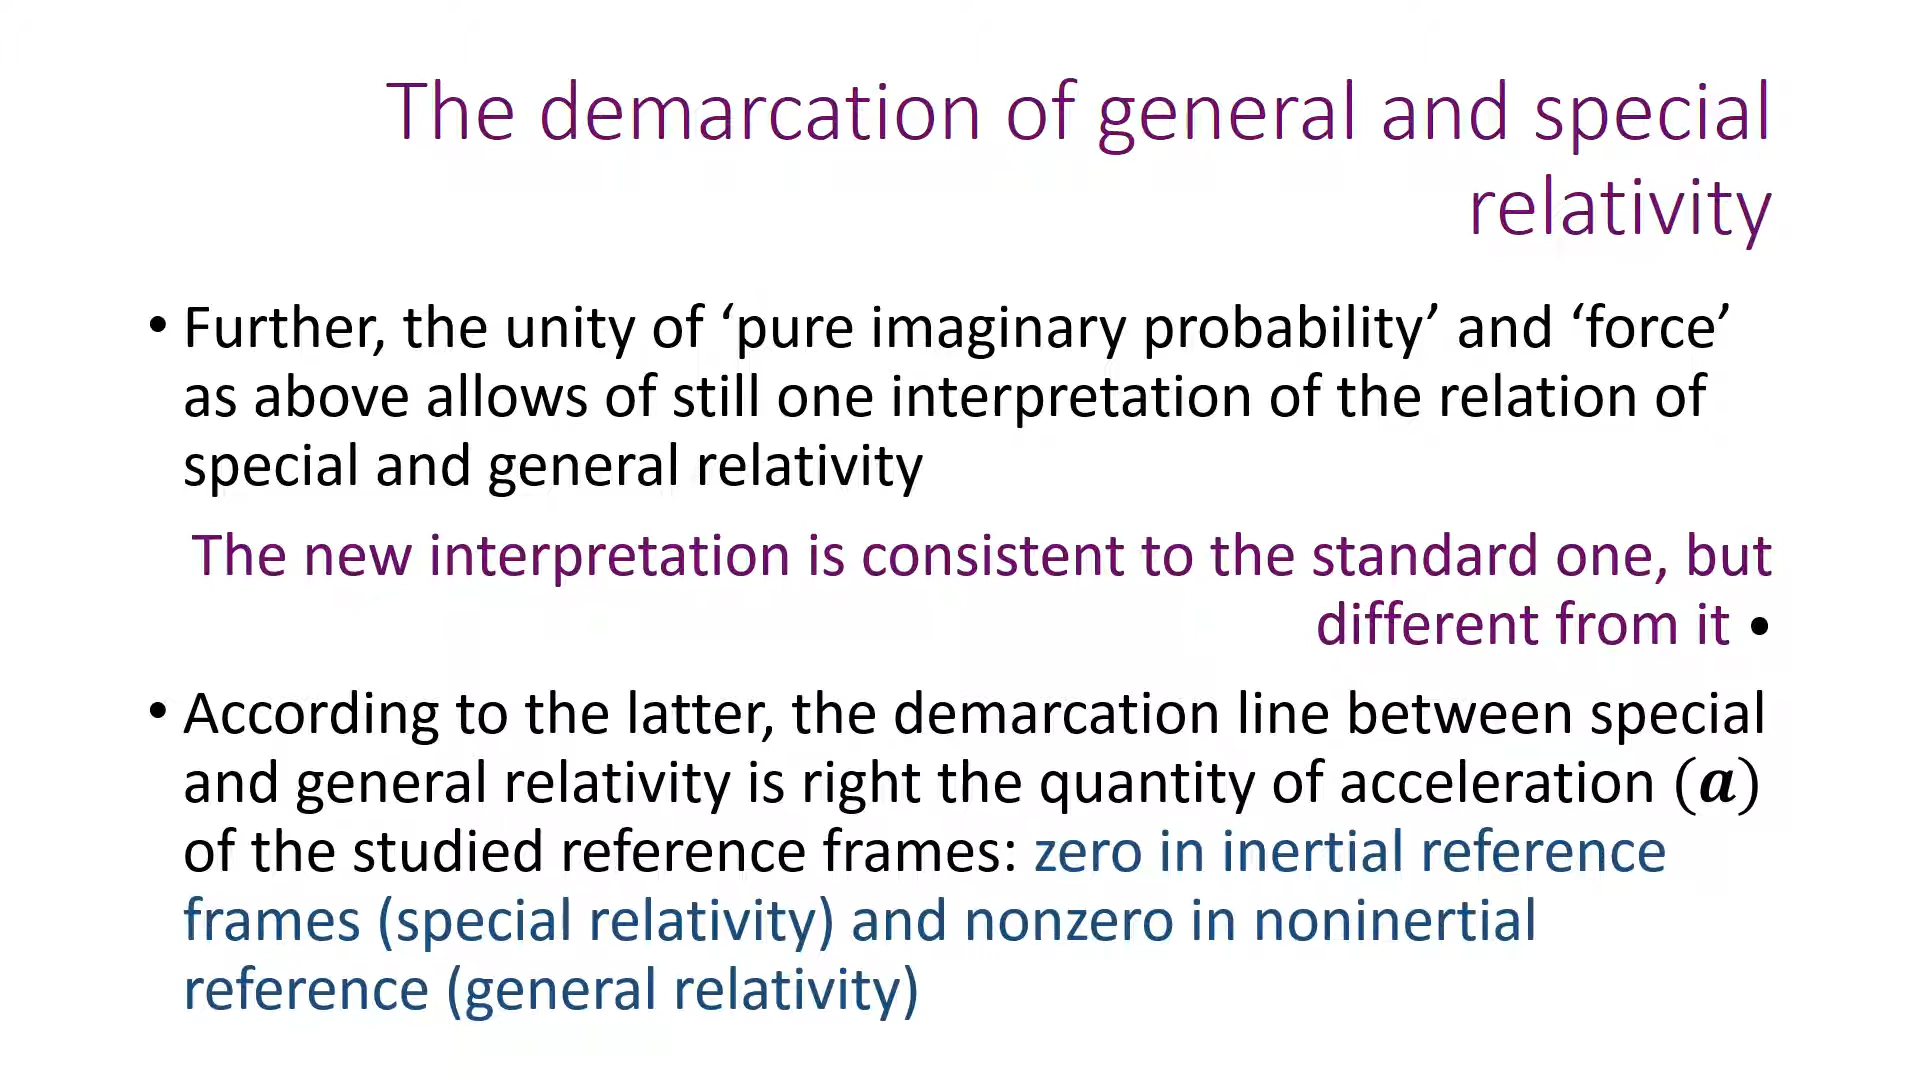 The demarcation of general and special
relativity
• Further, the unity of ‘pure imaginary probability’ and ‘force’
as above allows of still one interpretation of the relation of
special and general relativity
The new interpretation is consistent to the standard one, but
different from it •
• According to the latter, the demarcation line between special
and general relativity is right the quantity of acceleration (𝒂)
of the studied reference frames: zero in inertial reference
frames (special relativity) and nonzero in noninertial
reference (general relativity)